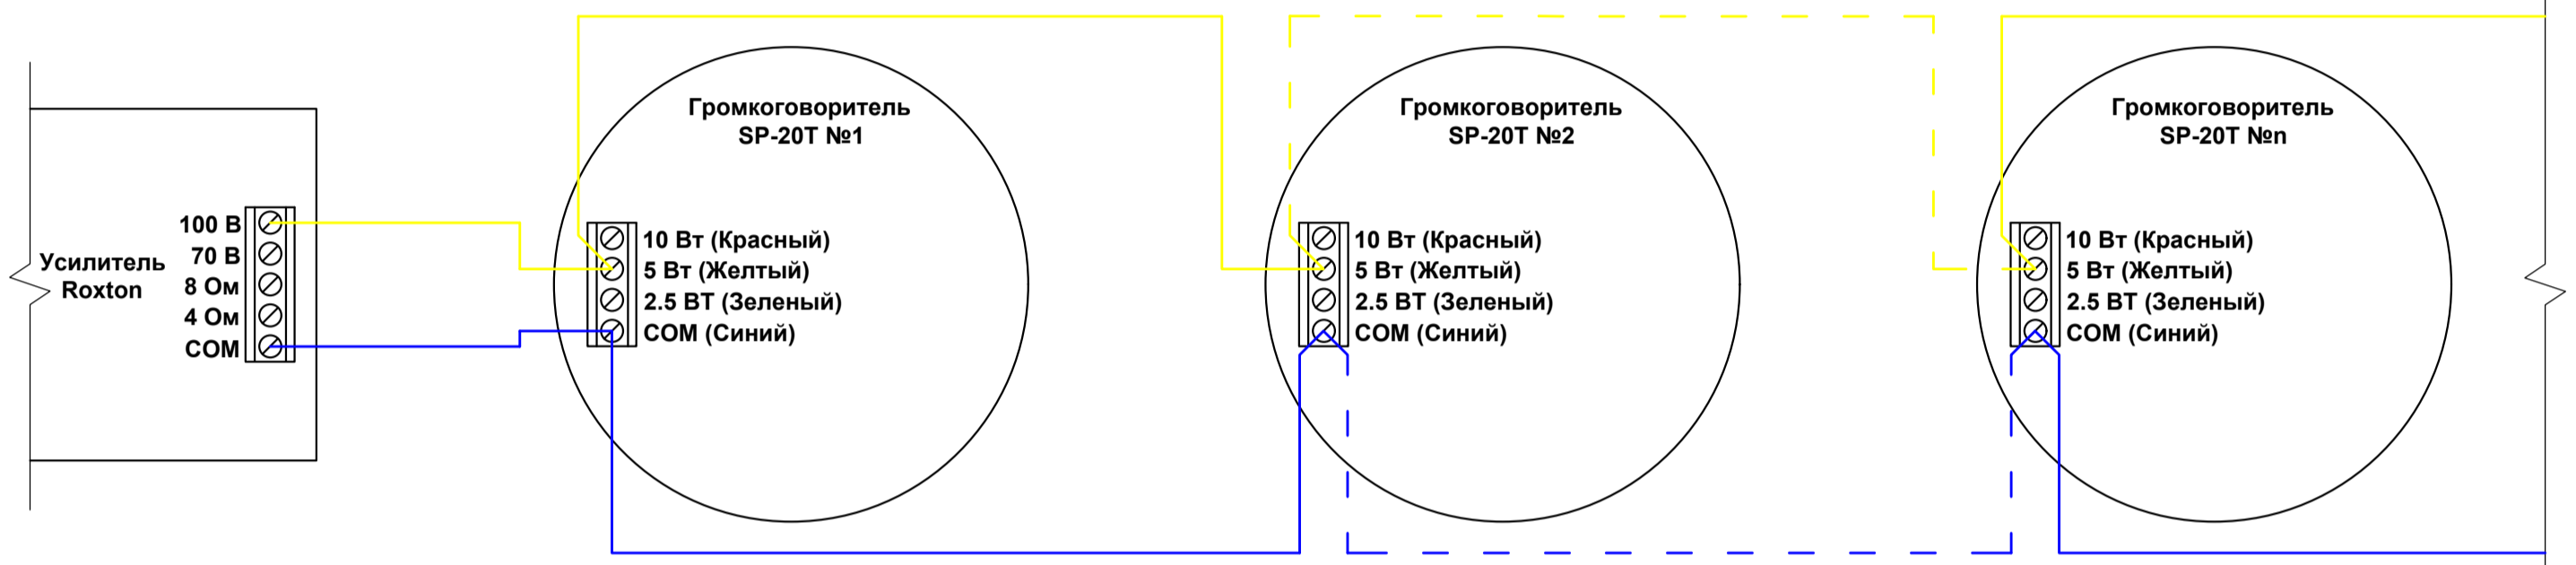 Усилитель
Roxton
100 В
70 В
8 Ом
4 Ом
COM
Громкоговоритель
SP-20T №1
10 Вт (Красный)
5 Вт (Желтый)
2.5 ВТ (Зеленый)
COM (Синий)
Громкоговоритель
SP-20T №2
10 Вт (Красный)
5 Вт (Желтый)
2.5 ВТ (Зеленый)
COM (Синий)
Громкоговоритель
SP-20T №n
10 Вт (Красный)
5 Вт (Желтый)
2.5 ВТ (Зеленый)
COM (Синий)